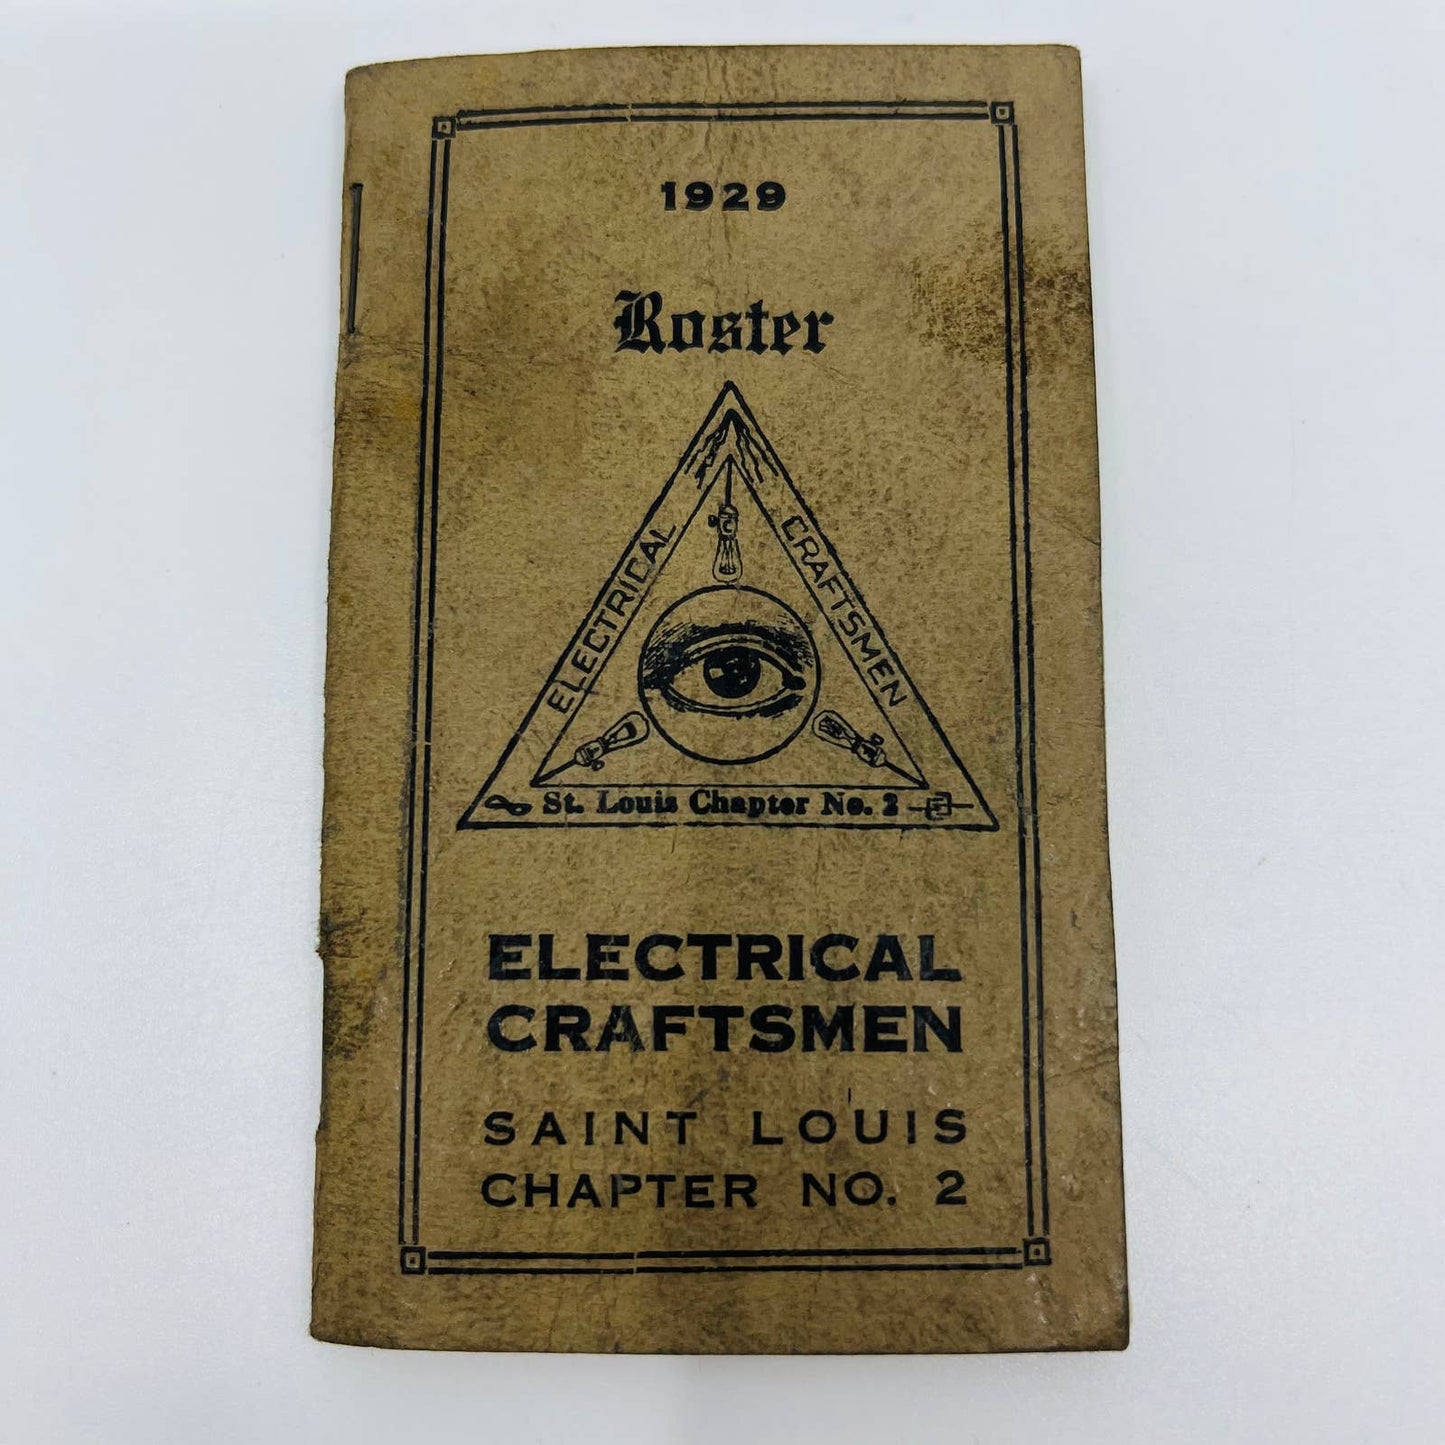 1929
Roster
ELECTRICAL
CRAFTSMEN
St. Louis Chapter No. 2
ELECTRICAL
CRAFTSMEN
SAINT LOUIS
CHAPTER NO. 2